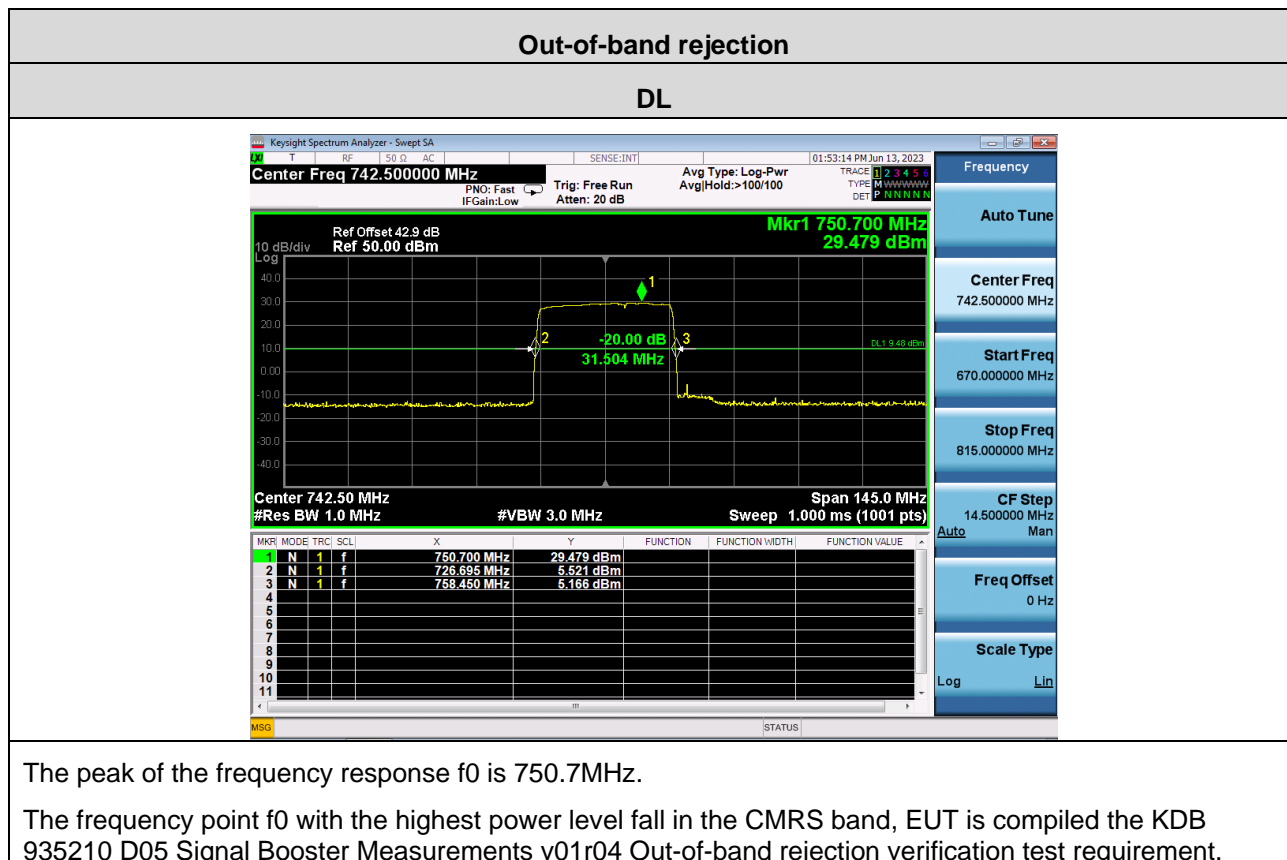 Out-of-band rejection
DL
Keysight Spectrum Analyzer - Swept SA
LXI T RF 50 Ω AC SENSE:INT 01:53:14 PM Jun 13, 2023
Center Freq 742.500000 MHz
PNO: Fast
IFGain:Low
Trig: Free Run
Atten: 20 dB
Avg Type: Log-Pwr
Avg|Hold:>100/100
TRACE 1 2 3 4 5 6
TYPE M W W W W W
DET P N N N N N
Mkr1 750.700 MHz
29.479 dBm
Ref Offset 42.9 dB
10 dB/div Ref 50.00 dBm
Log
40.0
30.0
20.0
10.0
0.00
-10.0
-20.0
-30.0
-40.0
1
2 -20.00 dB 3
31.504 MHz
DL1 9.48 dBm
Center 742.50 MHz Span 145.0 MHz
#Res BW 1.0 MHz #VBW 3.0 MHz Sweep 1.000 ms (1001 pts)
MKR MODE TRC SCL X Y FUNCTION FUNCTION WIDTH FUNCTION VALUE
1 N 1 f 750.700 MHz 29.479 dBm
2 N 1 f 726.695 MHz 5.521 dBm
3 N 1 f 758.450 MHz 5.166 dBm
4
5
6
7
8
9
10
11
MSG STATUS
Frequency
Auto Tune
Center Freq
742.500000 MHz
Start Freq
670.000000 MHz
Stop Freq
815.000000 MHz
CF Step
14.500000 MHz
Auto Man
Freq Offset
0 Hz
Scale Type
Log Lin
The peak of the frequency response f0 is 750.7MHz.
The frequency point f0 with the highest power level fall in the CMRS band, EUT is compiled the KDB
935210 D05 Signal Booster Measurements v01r04 Out-of-band rejection verification test requirement.